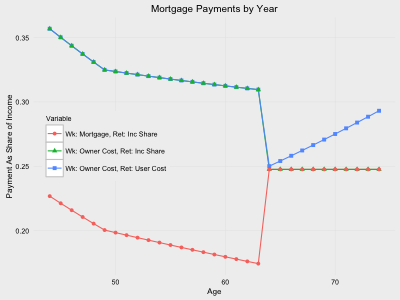 Mortgage Payments by Year
Payment As Share of Income
0.35
0.30
0.25
0.20
Variable
Wk: Mortgage, Ret: Inc Share
Wk: Owner Cost, Ret: Inc Share
Wk: Owner Cost, Ret: User Cost
50
60
70
Age